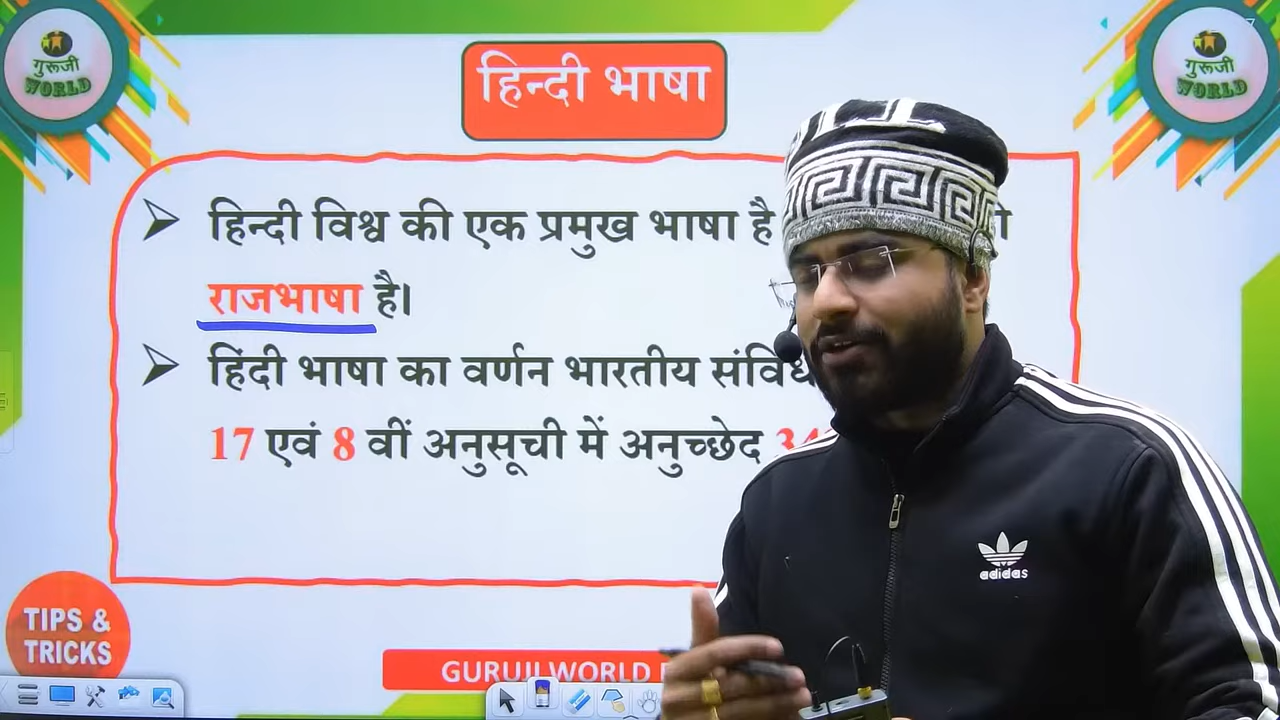 गुरूजी
WORLD
हिन्दी भाषा
गुरूजी
WORLD
हिन्दी विश्व की एक प्रमुख भाषा है
राजभाषा है।
हिंदी भाषा का वर्णन भारतीय
17 एवं 8 वीं अनुसूची में अनुच्छेद
TIPS &
TRICKS
GURUJI WORLD
adidas